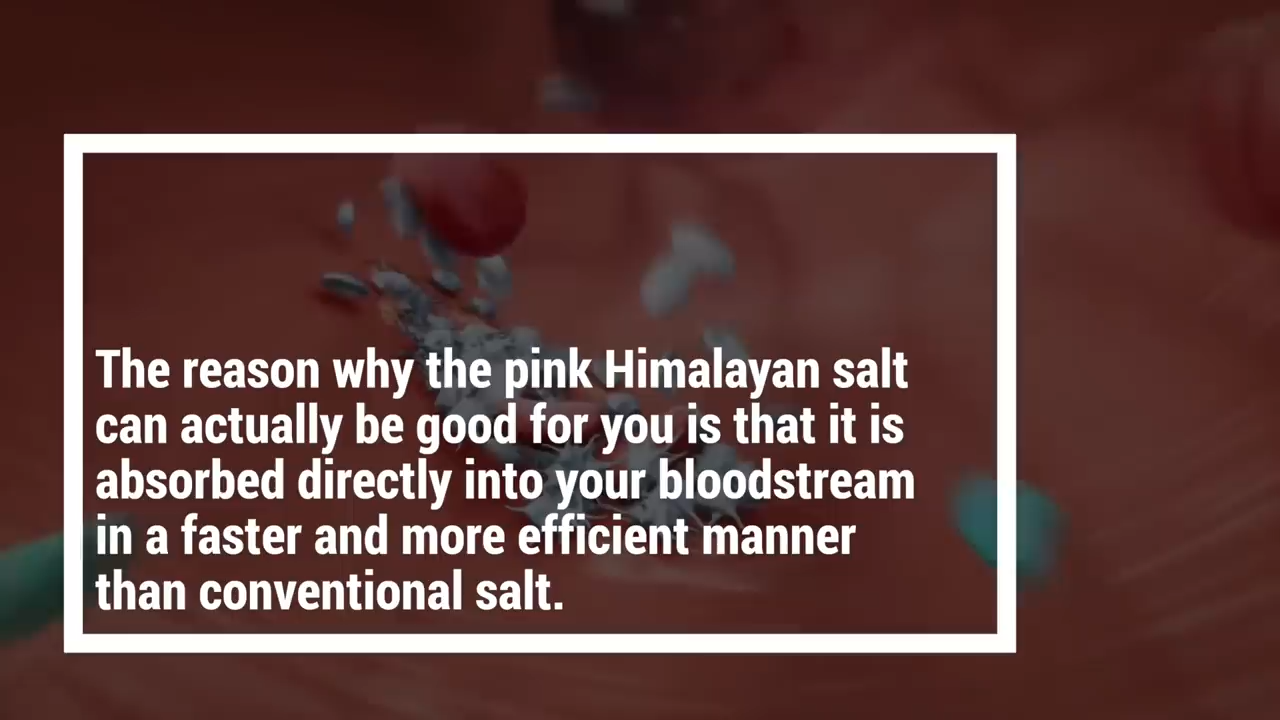 The reason why the pink Himalayan salt
can actually be good for you is that it is
absorbed directly into your bloodstream
in a faster and more efficient manner
than conventional salt.